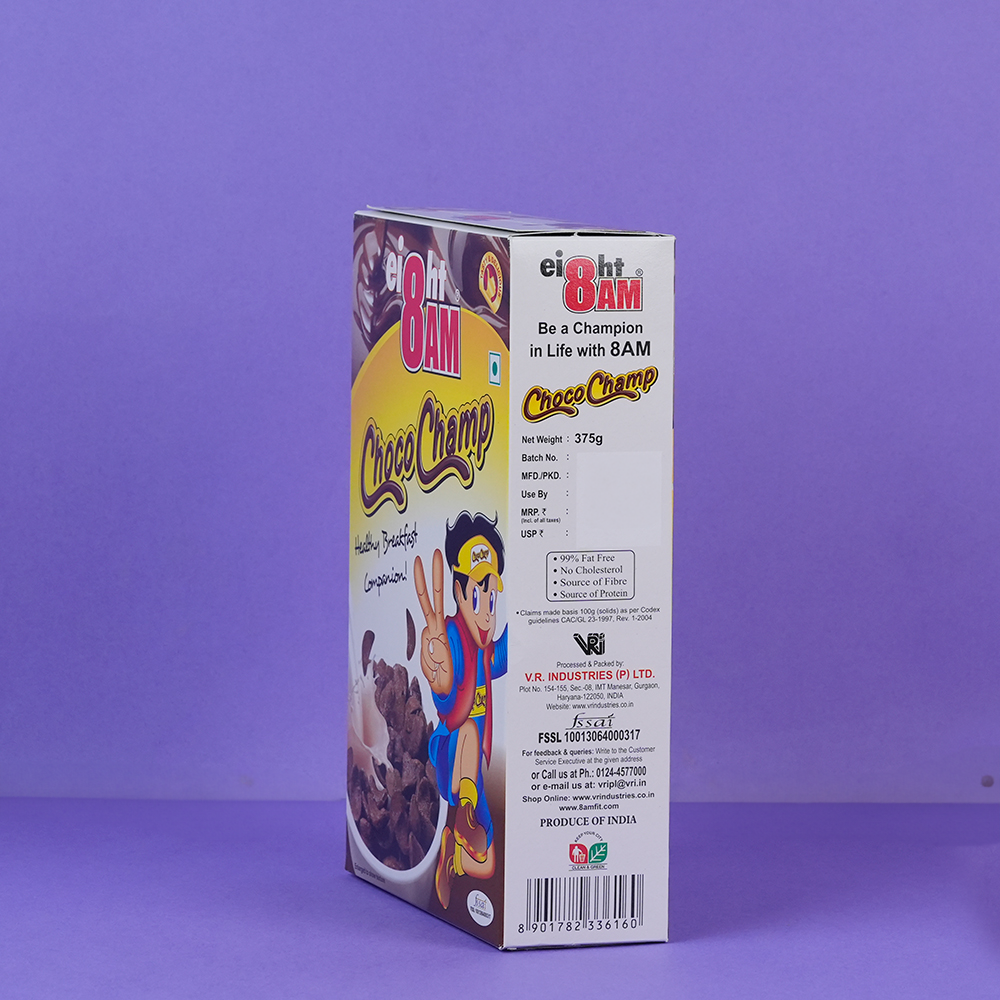 eight
8AM
®
Choco Champ
Healthy Breakfast
Companion
Choco Champ
fssai
eight
8AM ®
Be a Champion
in Life with 8AM
Choco Champ
Net Weight : 375g
Batch No. :
MFD./PKD. :
Use By :
MRP. ₹ :
(Incl. of all taxes)
USP ₹ :
• 99% Fat Free
• No Cholesterol
• Source of Fibre
• Source of Protein
• Claims made basis 100g (solids) as per Codex
guidelines CAC/GL 23-1997, Rev. 1-2004
VRI
Processed & Packed by:
V.R. INDUSTRIES (P) LTD.
Plot No. 154-155, Sec.-08, IMT Manesar, Gurgaon,
Haryana-122050, INDIA
Website: www.vrindustries.co.in
fssai
FSSL 10013064000317
For feedback & queries: Write to the Customer
Service Executive at the given address
or Call us at Ph.: 0124-4577000
or e-mail us at: vripl@vri.in
Shop Online: www.vrindustries.co.in
www.8amfit.com
PRODUCE OF INDIA
KEEP YOUR CITY
CLEAN & GREEN
8 901782 336160